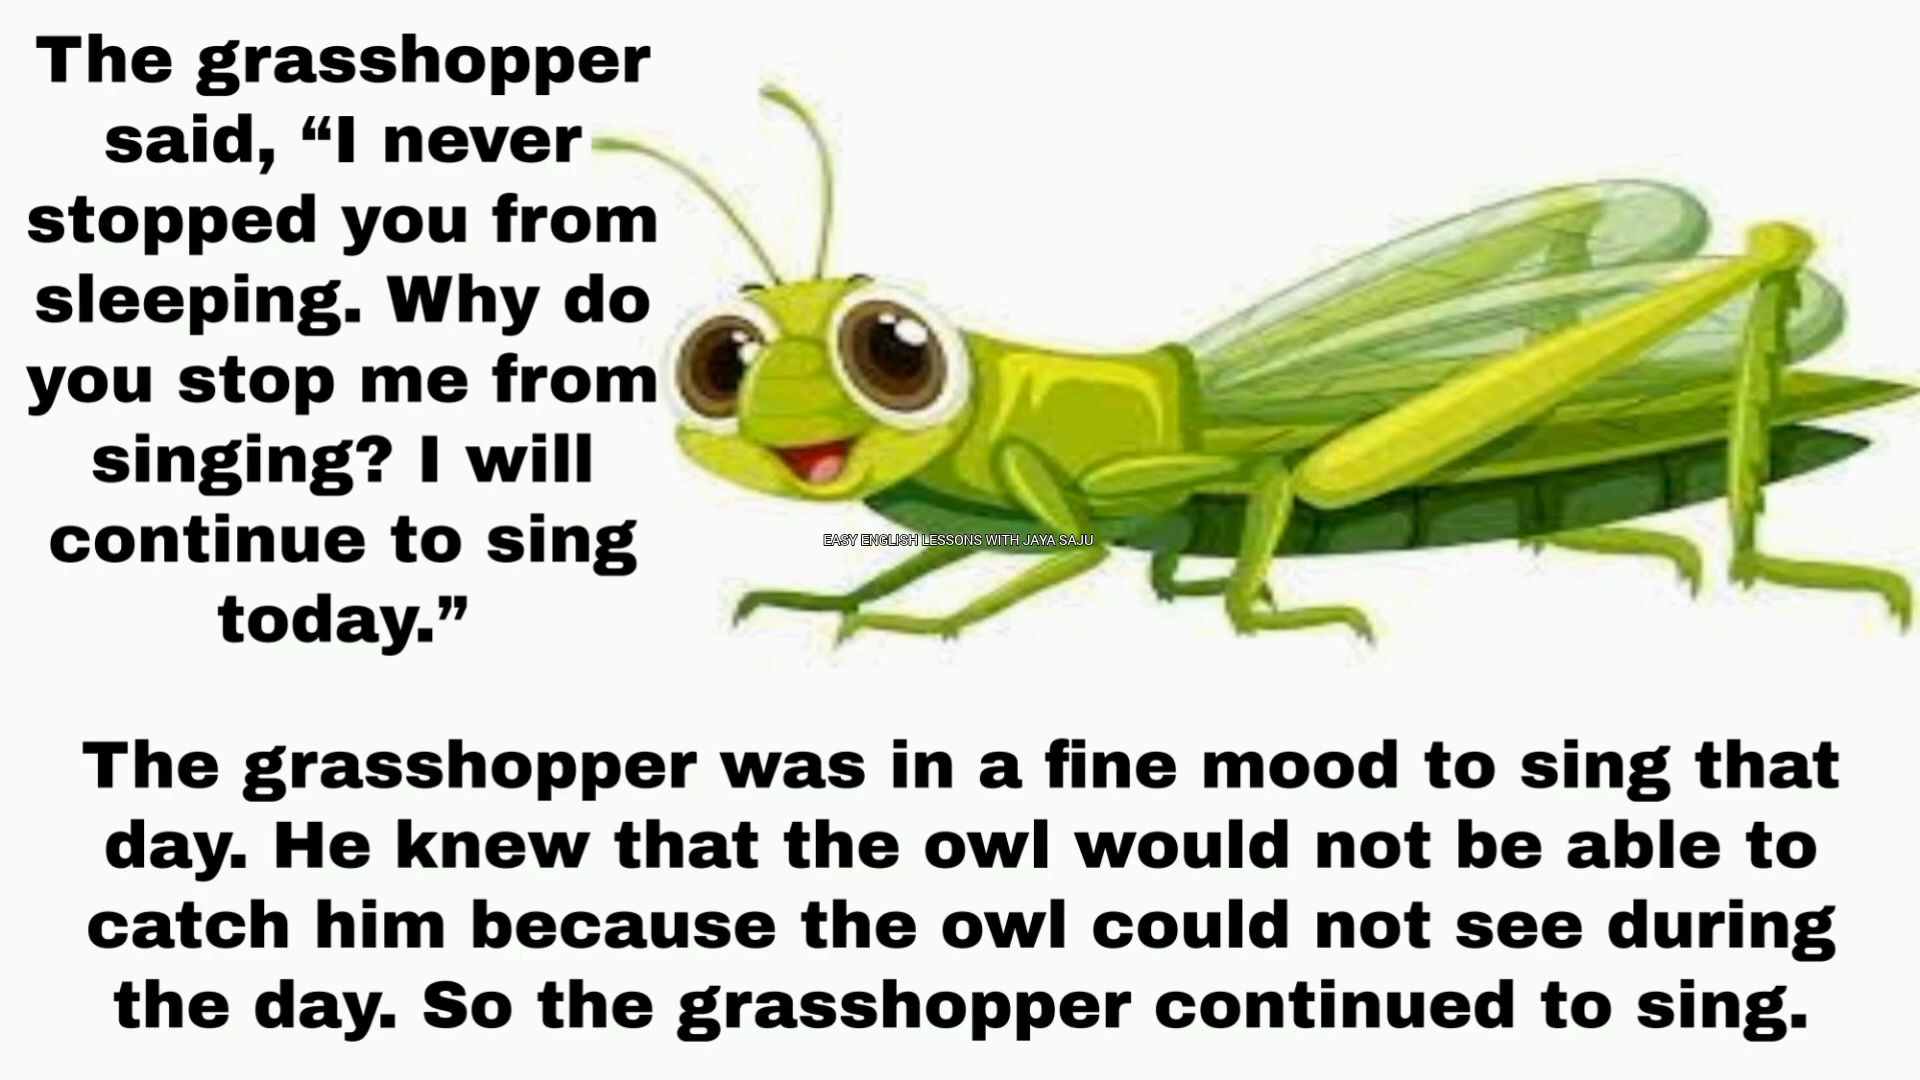 The grasshopper
said, “I never
stopped you from
sleeping. Why do
you stop me from
singing? I will
continue to sing
today.”
EASY ENGLISH LESSONS WITH JAYA SAJU
The grasshopper was in a fine mood to sing that
day. He knew that the owl would not be able to
catch him because the owl could not see during
the day. So the grasshopper continued to sing.